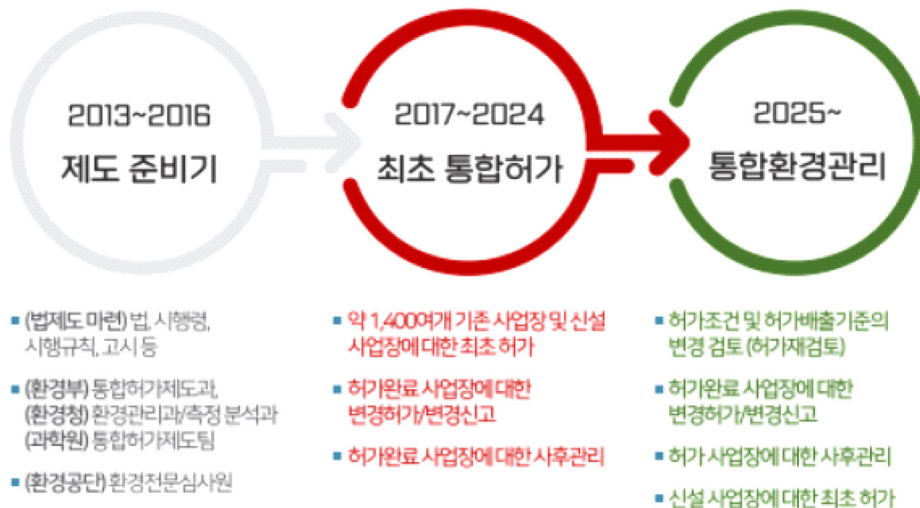 2013~2016
제도 준비기
2017~2024
최초 통합허가
2025~
통합환경관리
▪ (법제도 마련) 법, 시행령,
시행규칙, 고시 등
▪ (환경부) 통합허가제도과,
(환경청) 환경관리과/측정 분석과
(과학원) 통합허가제도팀
▪ (환경공단) 환경전문심사원
▪ 약 1,400여개 기존 사업장 및 신설
사업장에 대한 최초 허가
▪ 허가완료 사업장에 대한
변경허가/변경신고
▪ 허가완료 사업장에 대한 사후관리
▪ 허가조건 및 허가배출기준의
변경 검토 (허가재검토)
▪ 허가완료 사업장에 대한
변경허가/변경신고
▪ 허가 사업장에 대한 사후관리
▪ 신설 사업장에 대한 최초 허가